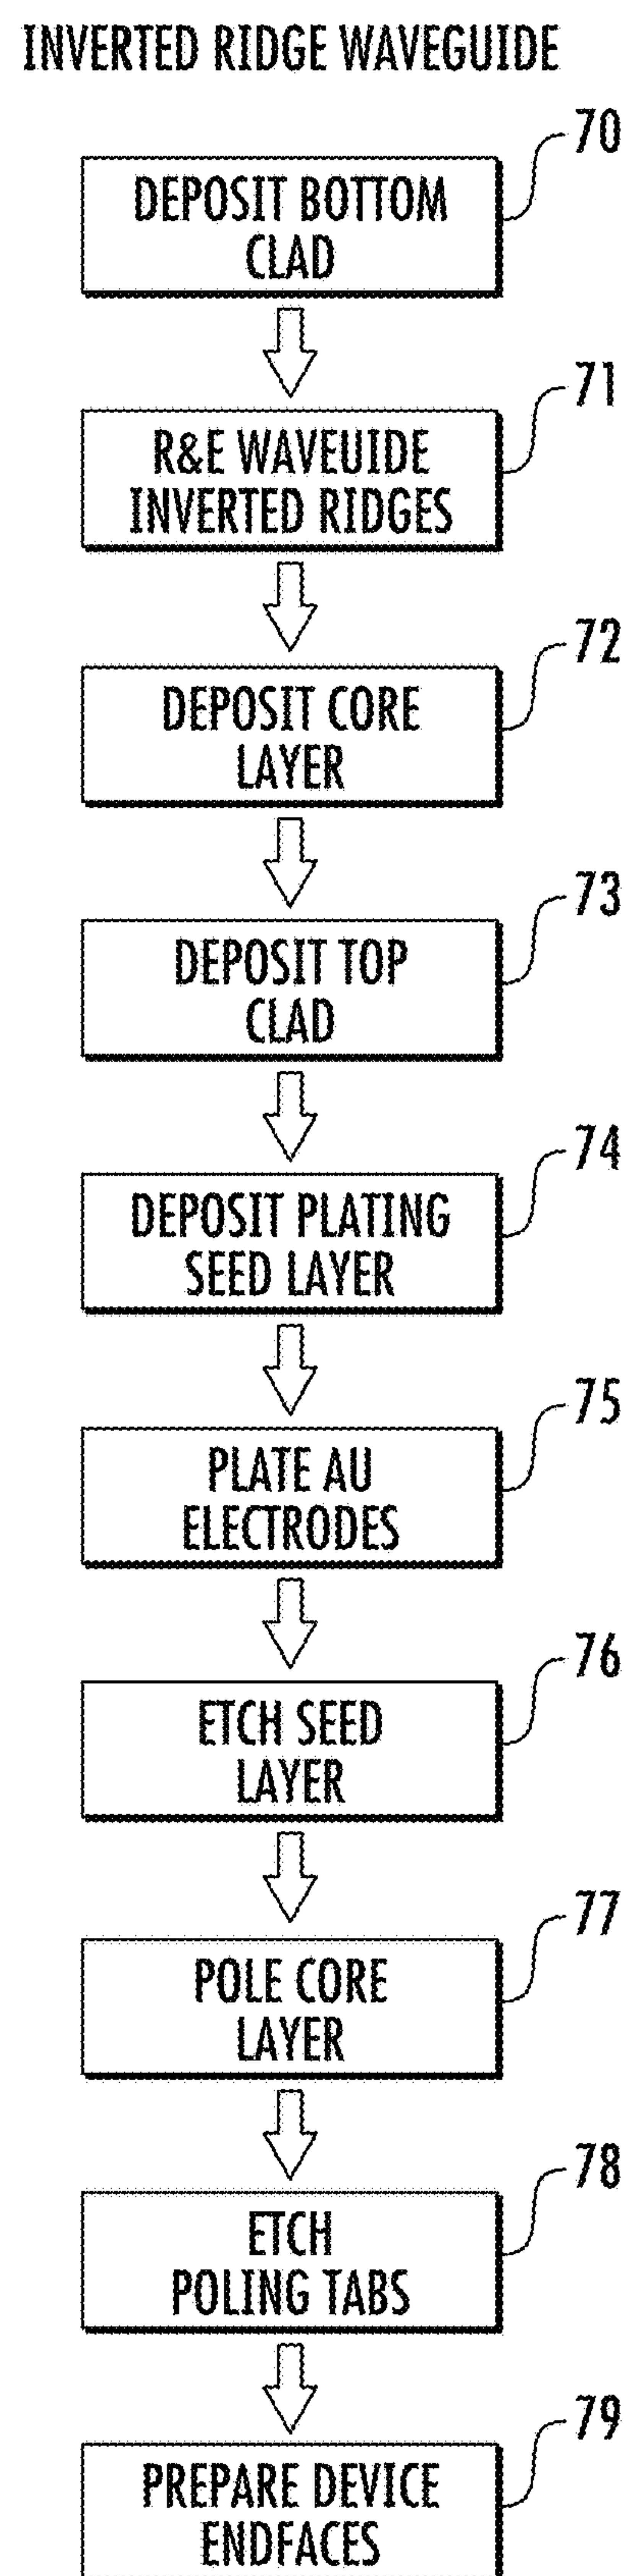 INVERTED RIDGE WAVEGUIDE
70
DEPOSIT BOTTOM
CLAD
71
R&E WAVEUIDE
INVERTED RIDGES
72
DEPOSIT CORE
LAYER
73
DEPOSIT TOP
CLAD
74
DEPOSIT PLATING
SEED LAYER
75
PLATE AU
ELECTRODES
76
ETCH SEED
LAYER
77
POLE CORE
LAYER
78
ETCH
POLING TABS
79
PREPARE DEVICE
ENDFACES